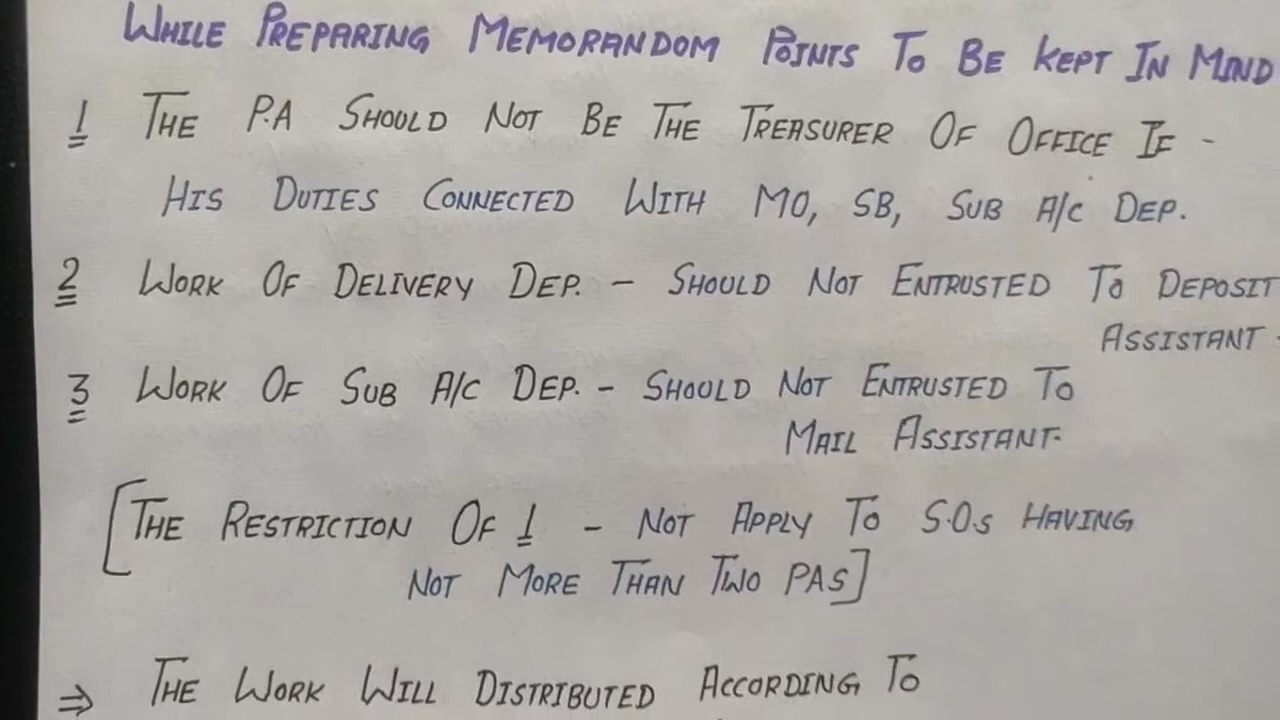 WHILE PREPARING MEMORANDOM POINTS TO BE KEPT IN MIND
1 THE P.A SHOULD NOT BE THE TREASURER OF OFFICE IF -
HIS DUTIES CONNECTED WITH MO, SB, SUB A/C DEP.
2 WORK OF DELIVERY DEP. - SHOULD NOT ENTRUSTED TO DEPOSIT
ASSISTANT -
3 WORK OF SUB A/C DEP. - SHOULD NOT ENTRUSTED TO
MAIL ASSISTANT-
[THE RESTRICTION OF 1 - NOT APPLY TO S.O.s HAVING
NOT MORE THAN TWO PAS]
⇒ THE WORK WILL DISTRIBUTED ACCORDING TO